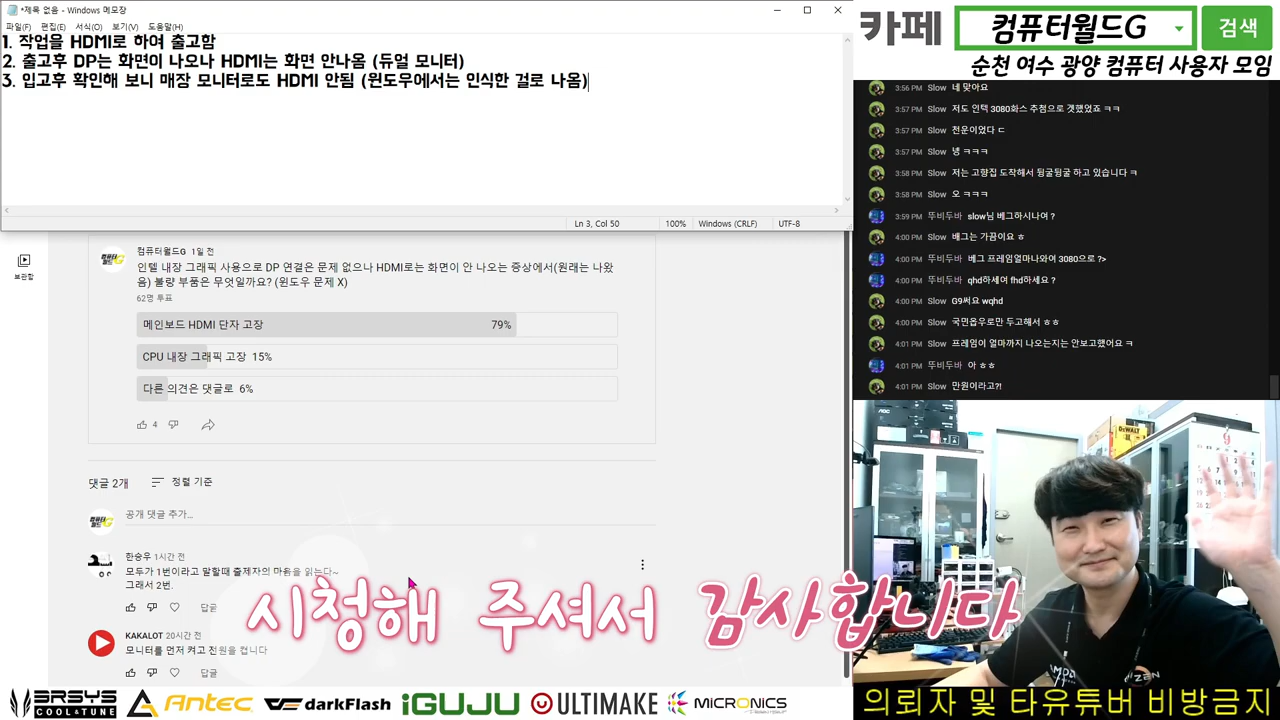 *제목 없음 - Windows 메모장
파일(F) 편집(E) 서식(O) 보기(V) 도움말(H)
1. 작업을 HDMI로 하여 출고함
2. 출고후 DP는 화면이 나오나 HDMI는 화면 안나옴 (듀얼 모니터)
3. 입고후 확인해 보니 매장 모니터로도 HDMI 안됨 (윈도우에서는 인식한 걸로 나옴)
Ln 3, Col 50 100% Windows (CRLF) UTF-8
보관함
컴퓨터월드G 1일 전
인텔 내장 그래픽 사용으로 DP 연결은 문제 없으나 HDMI로는 화면이 안 나오는 증상에서(원래는 나왔
음) 불량 부품은 무엇일까요? (윈도우 문제 X)
62명 투표
메인보드 HDMI 단자 고장 79%
CPU 내장 그래픽 고장 15%
다른 의견은 댓글로 6%
4
댓글 2개 정렬 기준
공개 댓글 추가...
한승우 1시간 전
모두가 1번이라고 말할때 출제자의 마음을 읽는다~
그래서 2번.
답글
KAKALOT 20시간 전
모니터를 먼저 켜고 전원을 켭니다
답글
시청해 주셔서 감사합니다
카페 컴퓨터월드G 검색
순천 여수 광양 컴퓨터 사용자 모임
3:56 PM Slow 네 맞아요
3:57 PM Slow 저도 인텍 3080화스 추첨으로 겟했었죠 ㅋㅋ
3:57 PM Slow 천운이었다 ㄷ
3:57 PM Slow 넹 ㅋㅋㅋ
3:58 PM Slow 저는 고향집 도착해서 뒹굴뒹굴 하고 있습니다 ㅋ
3:58 PM Slow 오 ㅋㅋㅋ
3:59 PM 뚜비두바 slow님 베그하시나여 ?
4:00 PM Slow 배그는 가끔이요 ㅎ
4:00 PM 뚜비두바 베그 프레임얼마나와여 3080으로 ?>
4:00 PM 뚜비두바 qhd하세여 fhd하세요 ?
4:00 PM Slow G9써요 wqhd
4:00 PM Slow 국민옵우로만 두고해서 ㅎㅎ
4:01 PM Slow 프레임이 얼마까지 나오는지는 안보고했어요 ㅋ
4:01 PM 뚜비두바 아 ㅎㅎ
4:01 PM Slow 만원이라고?!
DEWALT
AMD
RYZEN
3RSYS COOL&TUNE Antec darkFlash iGUJU ULTIMAKE MICRONICS
의뢰자 및 타유튜버 비방금지